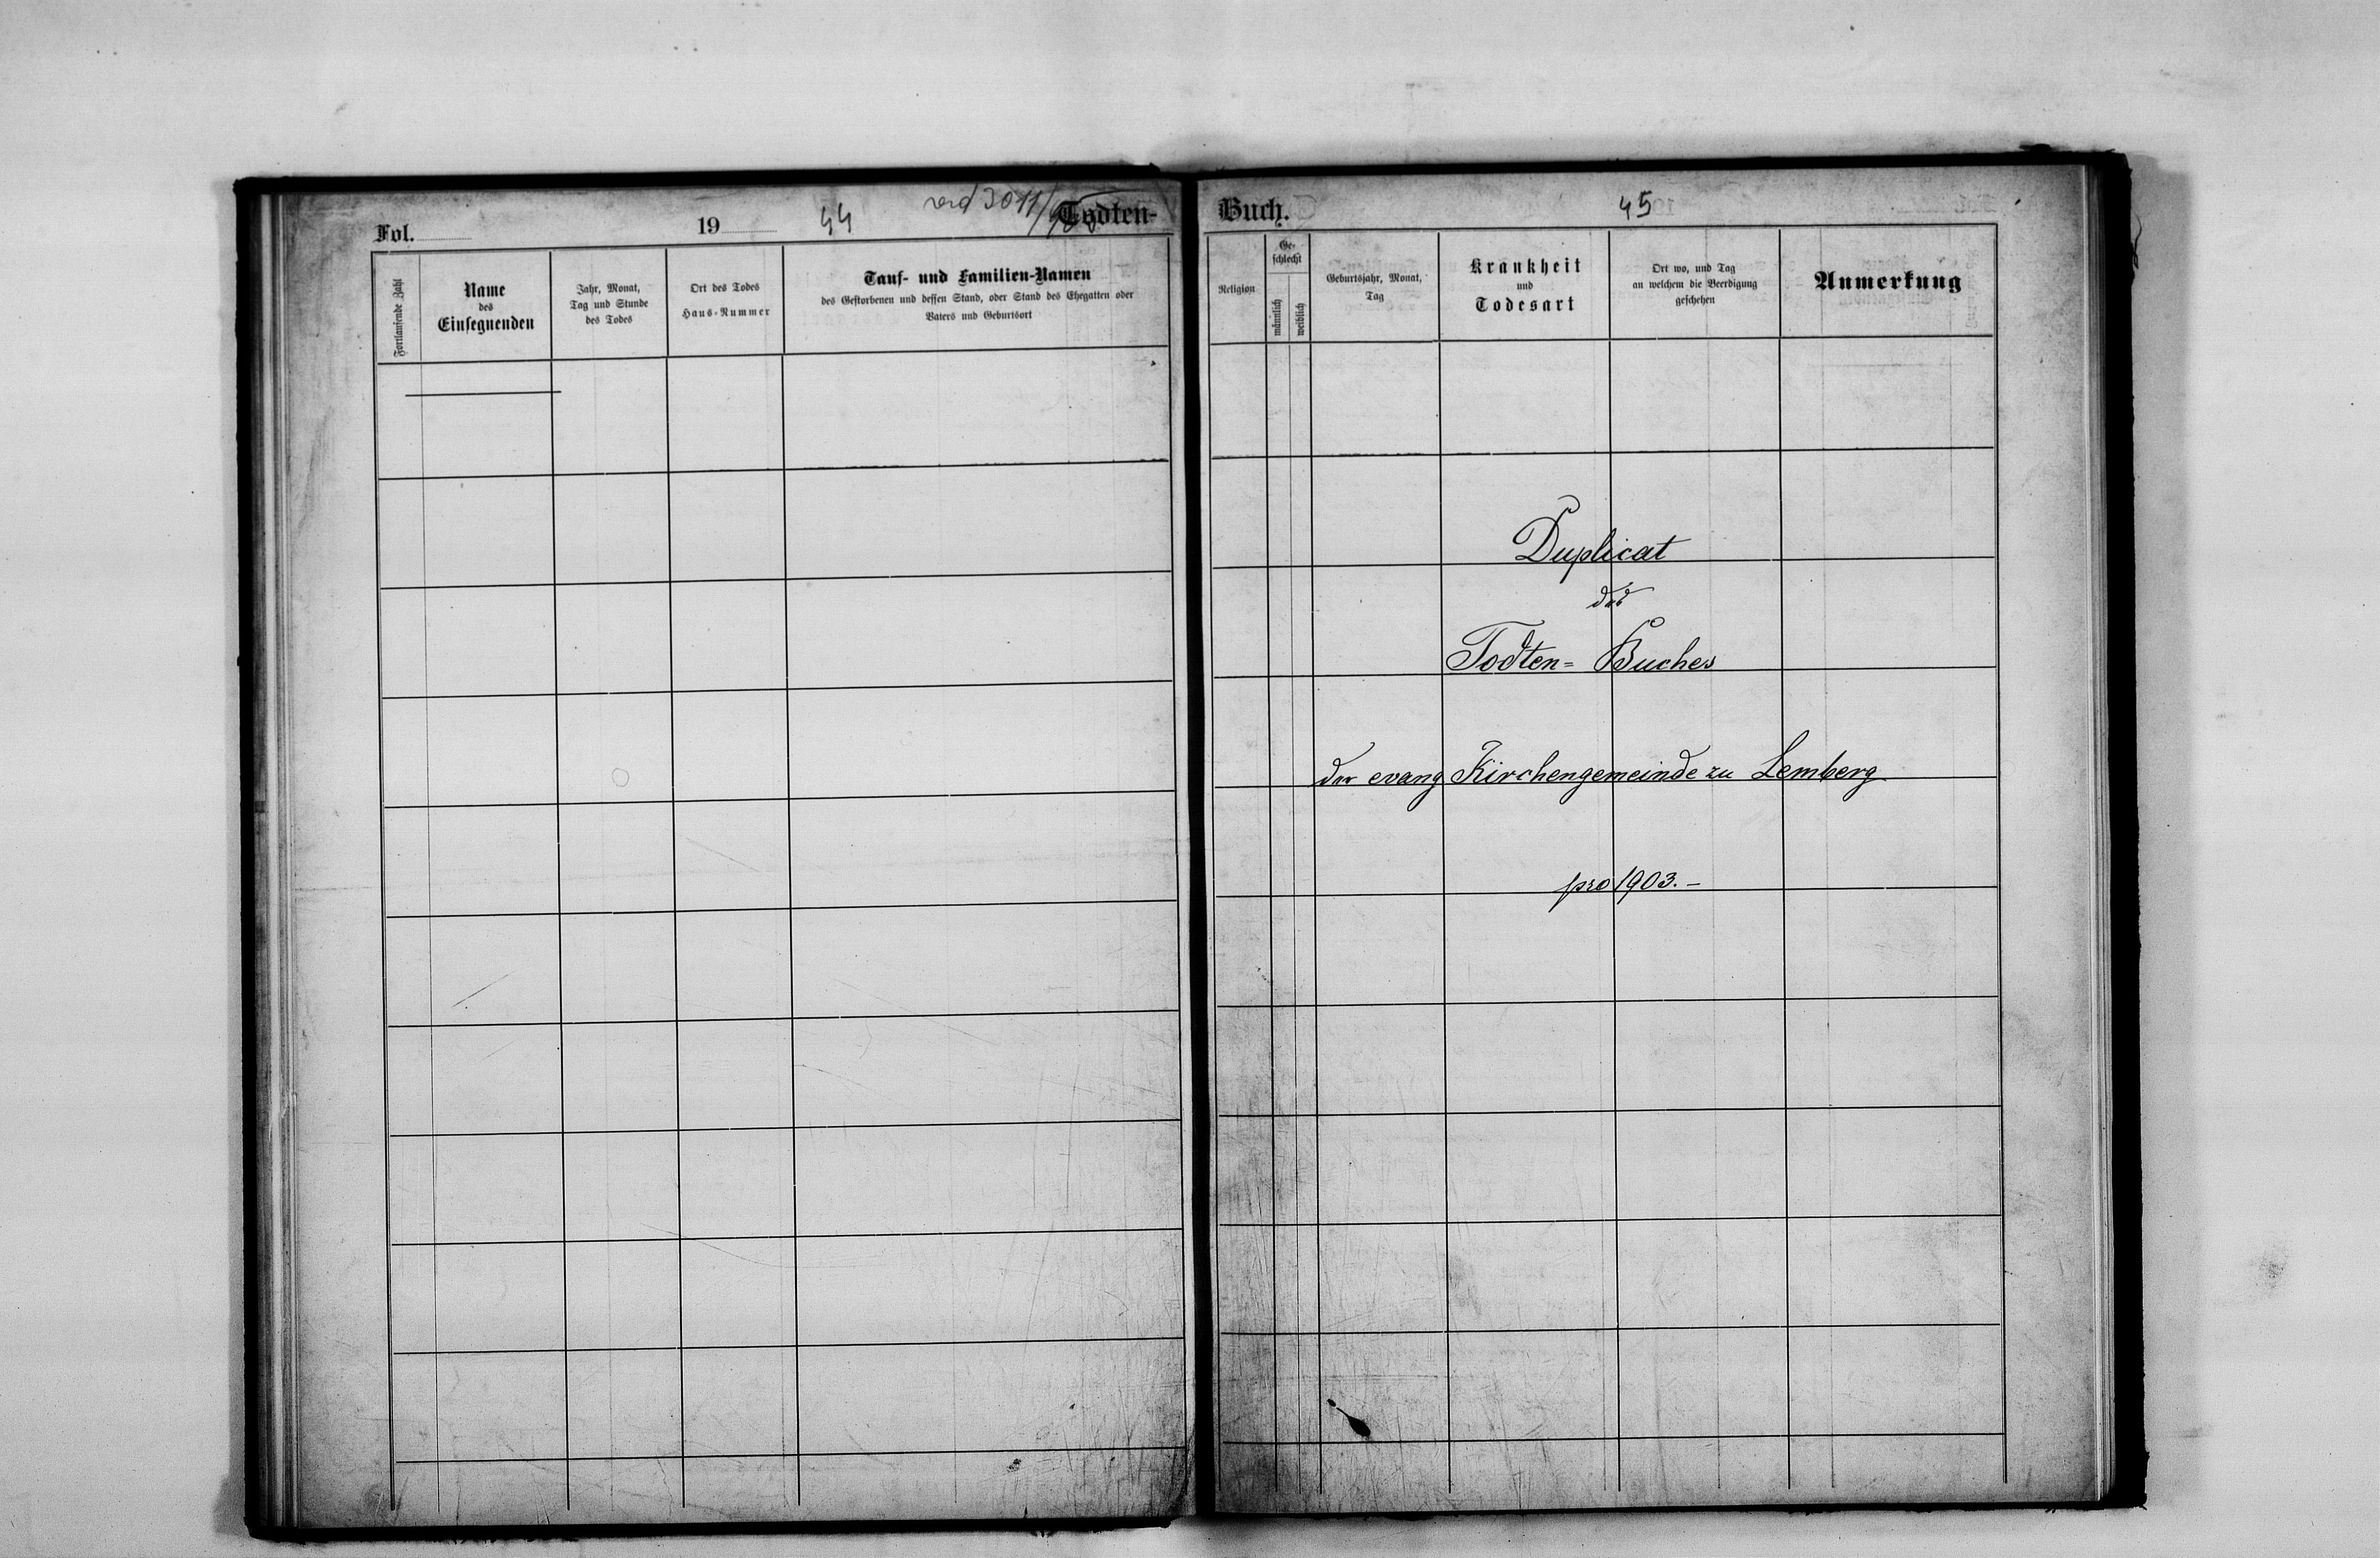 Fol. 19 44 Todten-
Fortlaufende Zahl
Name
des
Einsegnenden
Jahr, Monat,
Tag und Stunde
des Todes
Ort des Todes
Haus-Nummer
Tauf- und Familien-Namen
des Gestorbenen und dessen Stand, oder Stand des Ehegatten oder
Vaters und Geburtsort
Buch. 45
Religion
Ge-
schlecht
männlich
weiblich
Geburtsjahr, Monat,
Tag
Krankheit
und
Todesart
Ort wo, und Tag
an welchem die Beerdigung
geschehen
Anmerkung
Duplicat
des
Todten= Buches
der evang Kirchengemeinde zu Lemberg
pro 1903.-